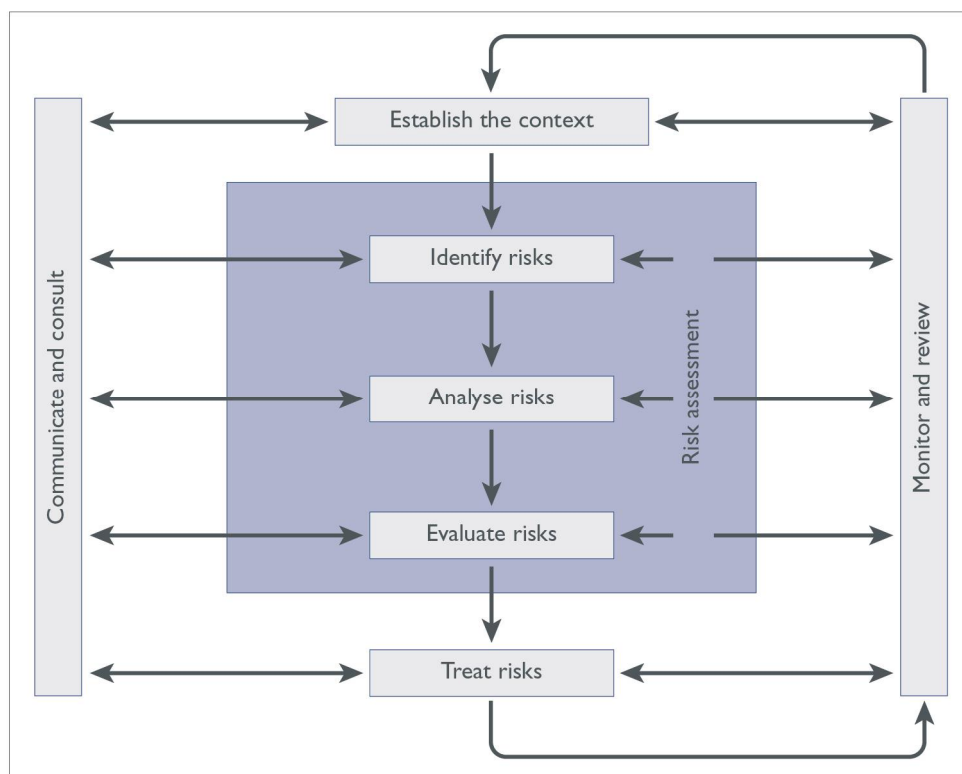 Establish the context
Communicate and consult
Identify risks
Analyse risks
Risk assessment
Monitor and review
Evaluate risks
Treat risks